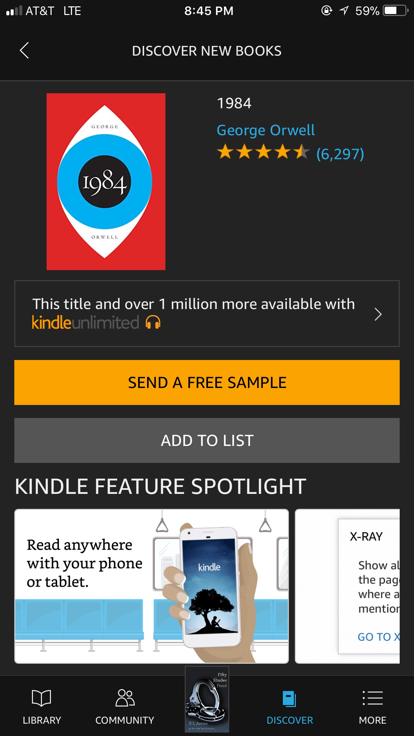 AT&T LTE 8:45 PM 59%
DISCOVER NEW BOOKS
GEORGE
1984
ORWELL
1984
George Orwell
(6,297)
This title and over 1 million more available with
kindleunlimited
SEND A FREE SAMPLE
ADD TO LIST
KINDLE FEATURE SPOTLIGHT
Read anywhere
with your phone
or tablet.
kindle
X-RAY
Show al
the page
where a
mention
GO TO X
Fifty
Shades
LIBRARY
COMMUNITY
DISCOVER
MORE